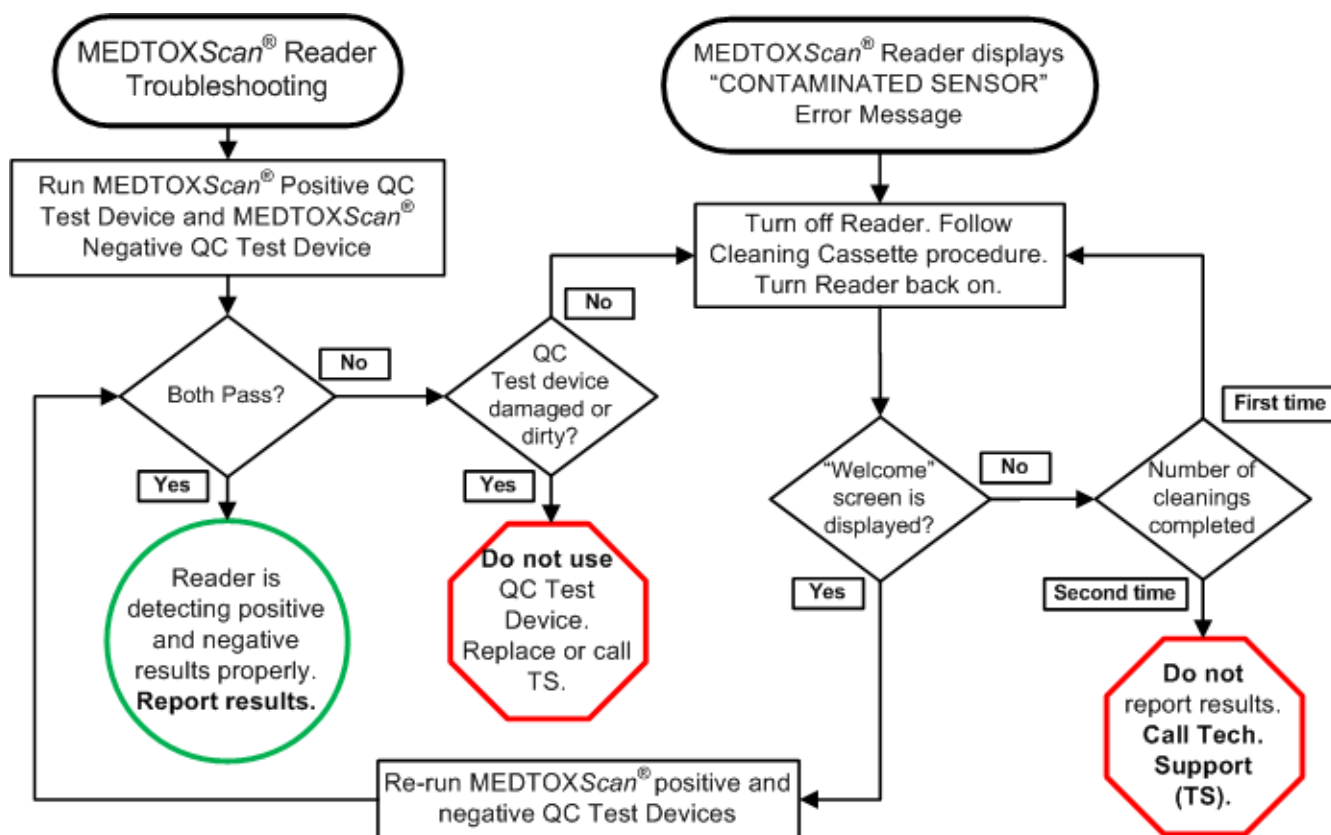 MEDTOXScan® Reader
Troubleshooting
Run MEDTOXScan® Positive QC
Test Device and MEDTOXScan®
Negative QC Test Device
Both Pass?
No
Yes
Reader is
detecting positive
and negative
results properly.
Report results.
QC
Test device
damaged or
dirty?
No
Yes
Do not use
QC Test
Device.
Replace or call
TS.
MEDTOXScan® Reader displays
“CONTAMINATED SENSOR”
Error Message
Turn off Reader. Follow
Cleaning Cassette procedure.
Turn Reader back on.
“Welcome”
screen is
displayed?
No
Yes
Number of
cleanings
completed
First time
Second time
Do not
report results.
Call Tech.
Support
(TS).
Re-run MEDTOXScan® positive and
negative QC Test Devices